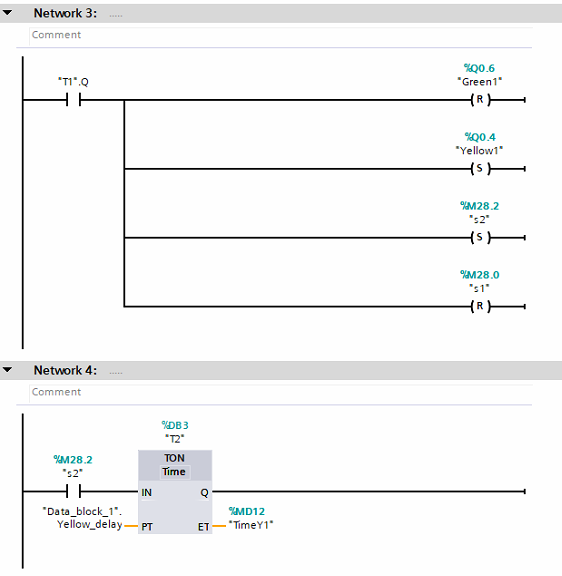 Network 3: .....
Comment
%Q0.6
"T1".Q "Green1"
R
%Q0.4
"Yellow1"
S
%M28.2
"s2"
S
%M28.0
"s1"
R
Network 4: .....
Comment
%DB3
"T2"
%M28.2 TON
"s2" Time
IN Q
"Data_block_1". %MD12
Yellow_delay PT ET "TimeY1"